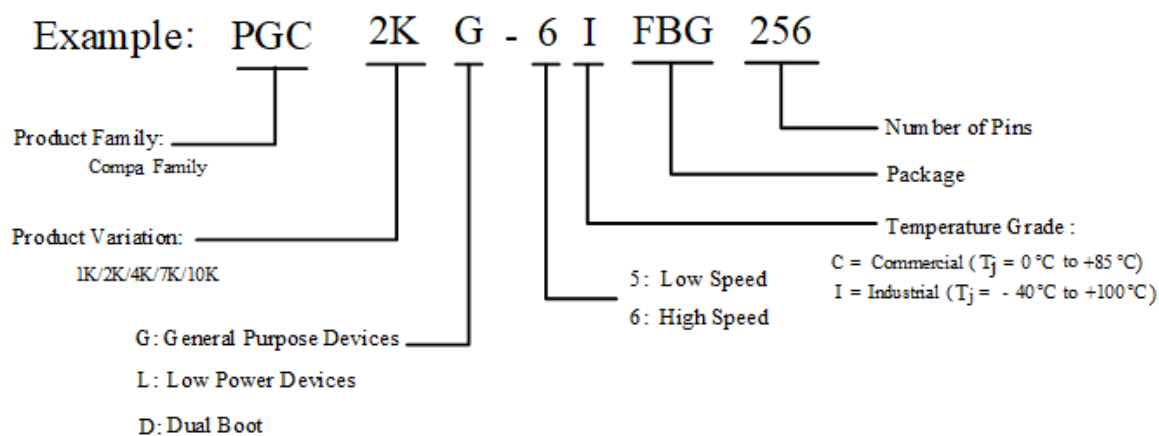 Example: PGC 2K G - 6 I FBG 256
Product Family:
Compa Family
Number of Pins
Package
Product Variation:
1K/2K/4K/7K/10K
Temperature Grade :
C = Commercial ( Tj = 0°C to +85 °C)
I = Industrial (Tj = - 40°C to +100°C)
5: Low Speed
6: High Speed
G: General Purpose Devices
L: Low Power Devices
D: Dual Boot